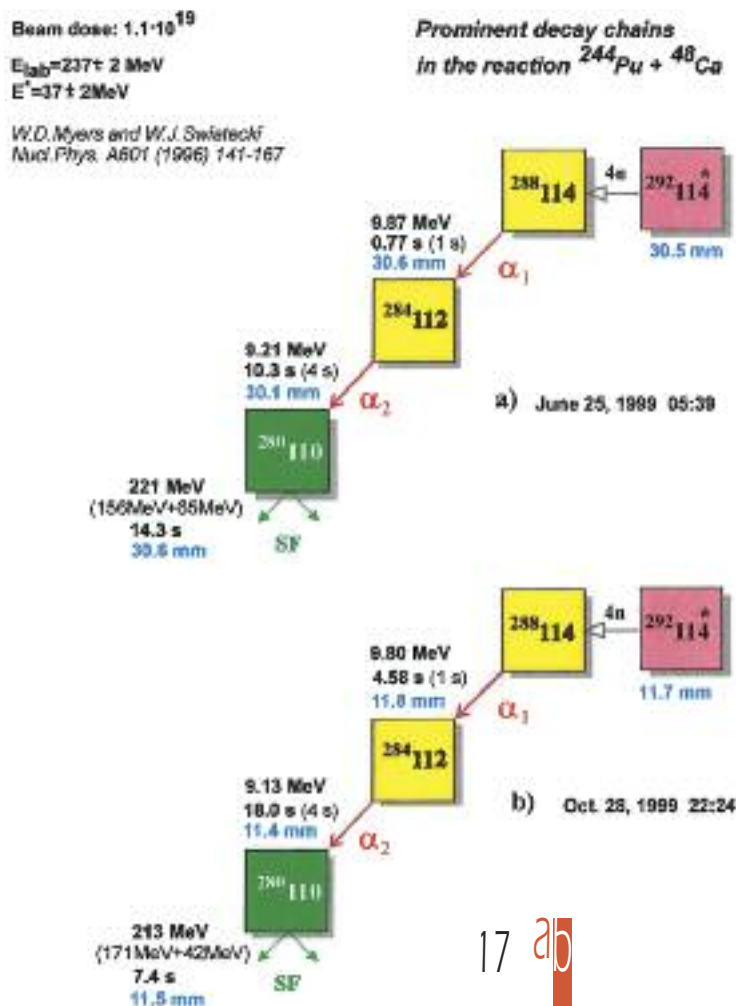 Beam dose: 1.1·10¹⁹
E_lab=237± 2 MeV
E*=37± 2MeV
W.D.Myers and W.J.Swiatecki
Nucl.Phys. A601 (1996) 141-167
Prominent decay chains
in the reaction ²⁴⁴Pu + ⁴⁸Ca
²⁸⁸114
4n
²⁹²114*
30.5 mm
9.87 MeV
0.77 s (1 s)
30.6 mm
α₁
²⁸⁴112
9.21 MeV
10.3 s (4 s)
30.1 mm
α₂
a) June 25, 1999 05:39
²⁸⁰110
221 MeV
(156MeV+65MeV)
14.3 s
30.6 mm
SF
²⁸⁸114
4n
²⁹²114*
11.7 mm
9.80 MeV
4.58 s (1 s)
11.8 mm
α₁
²⁸⁴112
9.13 MeV
18.0 s (4 s)
11.4 mm
α₂
b) Oct. 28, 1999 22:24
²⁸⁰110
213 MeV
(171MeV+42MeV)
7.4 s
11.5 mm
SF
17 ab